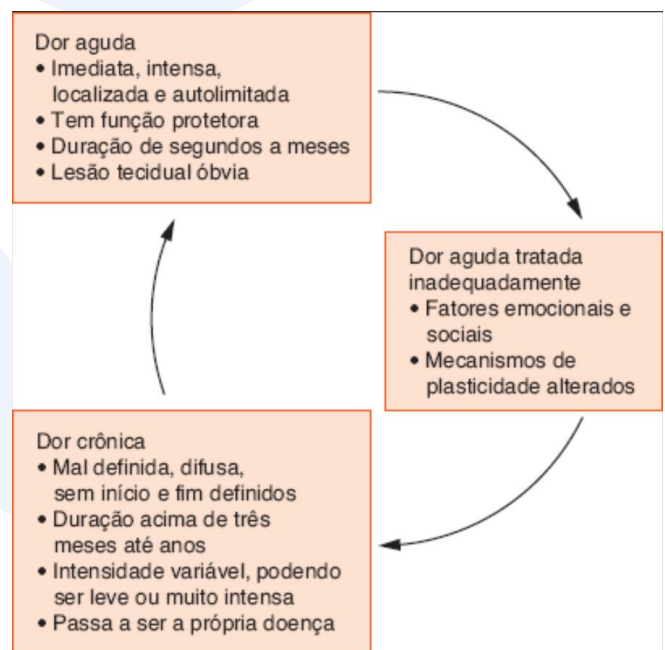 Dor aguda
• Imediata, intensa,
localizada e autolimitada
• Tem função protetora
• Duração de segundos a meses
• Lesão tecidual óbvia
Dor aguda tratada
inadequadamente
• Fatores emocionais e
sociais
• Mecanismos de
plasticidade alterados
Dor crônica
• Mal definida, difusa,
sem início e fim definidos
• Duração acima de três
meses até anos
• Intensidade variável, podendo
ser leve ou muito intensa
• Passa a ser a própria doença